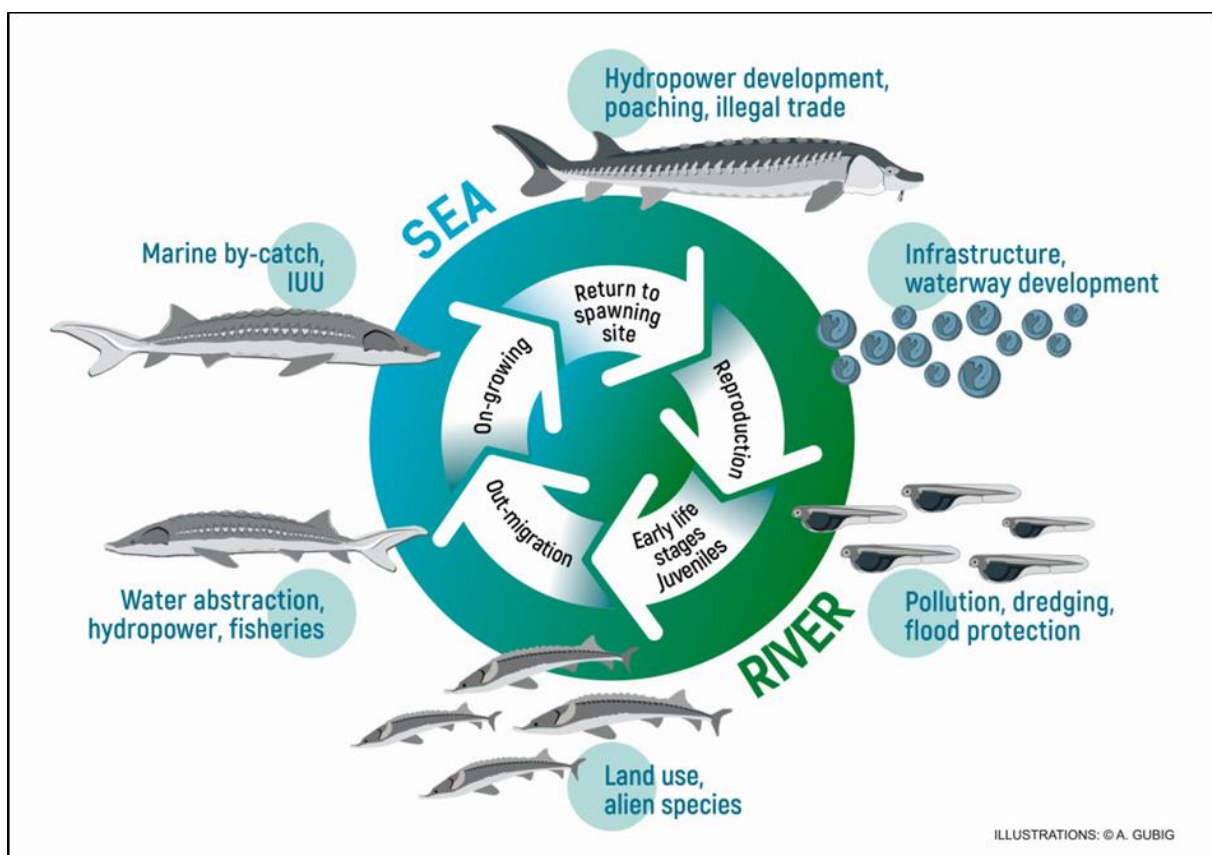 Hydropower development,
poaching, illegal trade
SEA
Marine by-catch,
IUU
Infrastructure,
waterway development
Return to
spawning
site
On-growing
Reproduction
Out-migration
Early life
stages
Juveniles
Water abstraction,
hydropower, fisheries
Pollution, dredging,
flood protection
RIVER
Land use,
alien species
ILLUSTRATIONS: © A. GUBIG